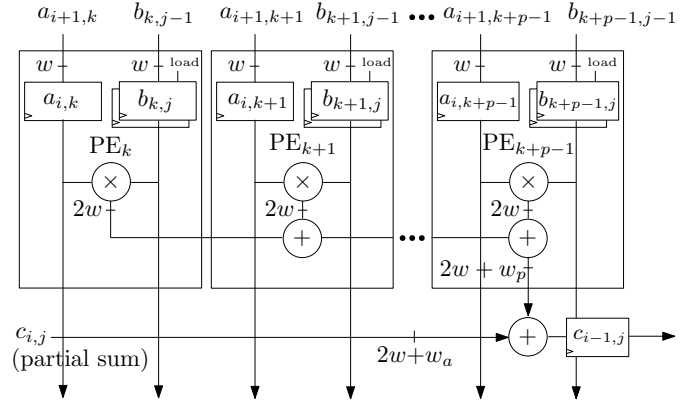 a_{i+1,k} b_{k,j−1} a_{i+1,k+1} b_{k+1,j−1} ••• a_{i+1,k+p−1} b_{k+p−1,j−1}
w w load w w load w w load
a_{i,k} b_{k,j} a_{i,k+1} b_{k+1,j} a_{i,k+p−1} b_{k+p−1,j}
PE_k PE_{k+1} PE_{k+p−1}
× × ×
2w 2w 2w
+ ••• +
2w + w_p
c_{i,j} + c_{i−1,j}
(partial sum) 2w+w_a